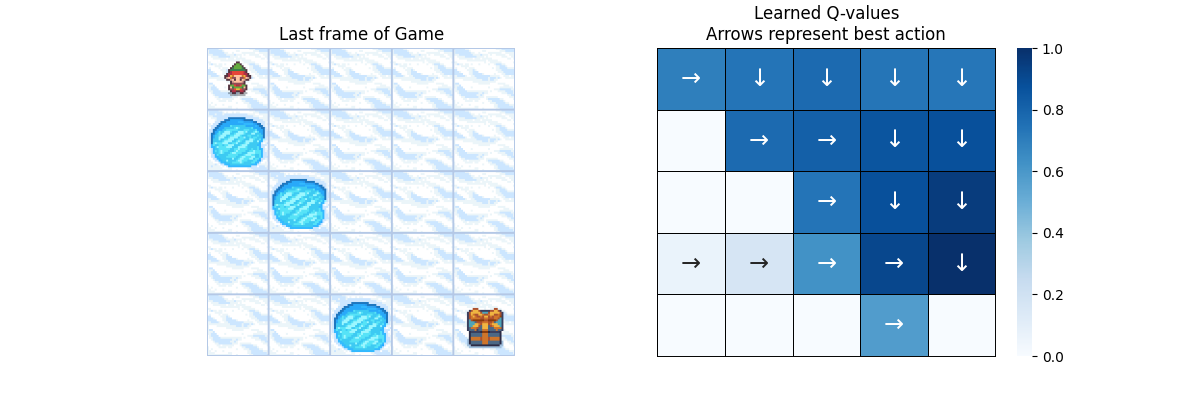 Last frame of Game
Learned Q-values
Arrows represent best action
→ ↓ ↓ ↓ ↓
→ → ↓ ↓
→ ↓ ↓
→ → → → ↓
→
1.0
0.8
0.6
0.4
0.2
0.0